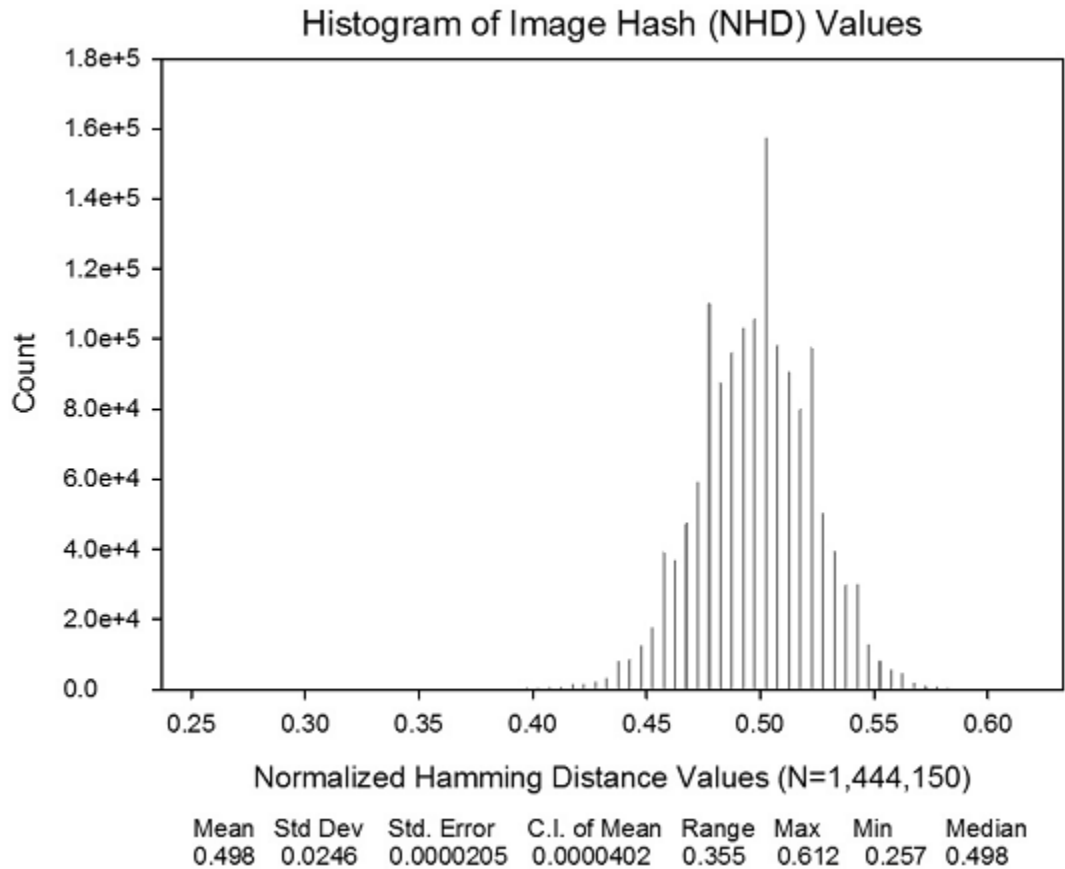 Histogram of Image Hash (NHD) Values
1.8e+5
1.6e+5
1.4e+5
1.2e+5
1.0e+5
8.0e+4
6.0e+4
4.0e+4
2.0e+4
0.0
Count
0.25 0.30 0.35 0.40 0.45 0.50 0.55 0.60
Normalized Hamming Distance Values (N=1,444,150)
Mean Std Dev Std. Error C.I. of Mean Range Max Min Median
0.498 0.0246 0.0000205 0.0000402 0.355 0.612 0.257 0.498